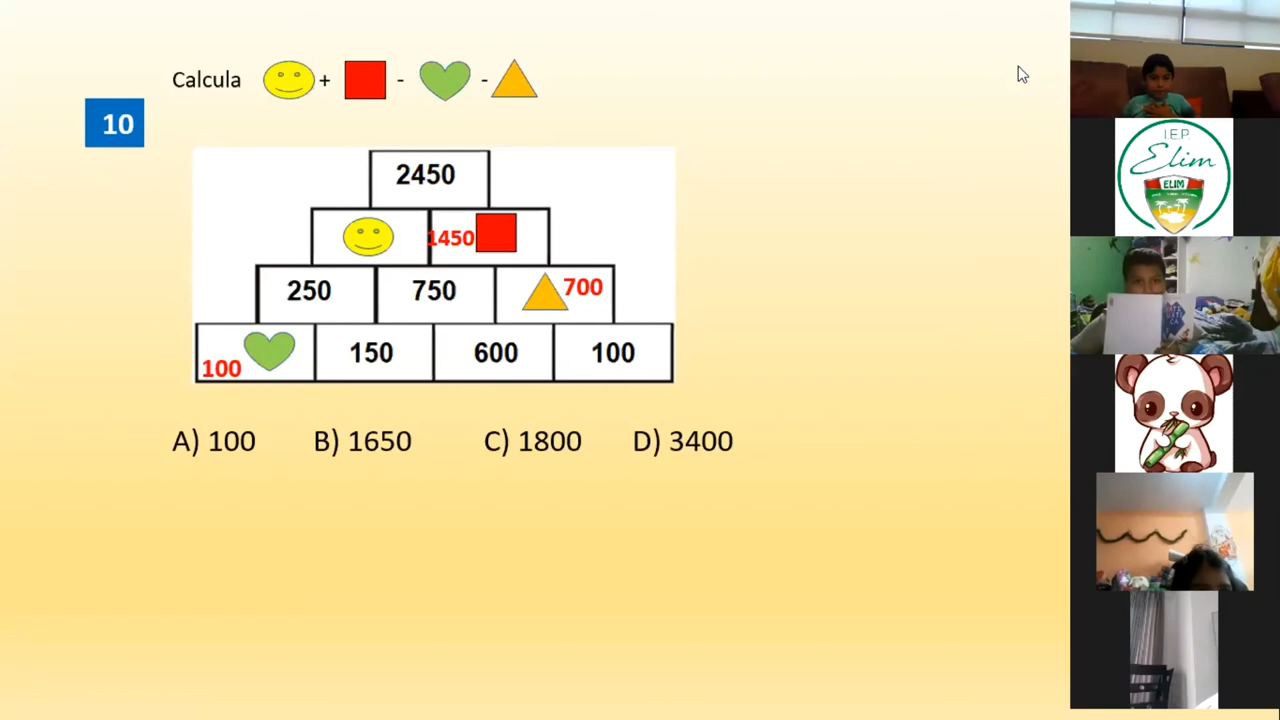 Calcula + - -
10
2450
1450
250 750 700
100 150 600 100
A) 100 B) 1650 C) 1800 D) 3400
IEP
Elim
ELIM